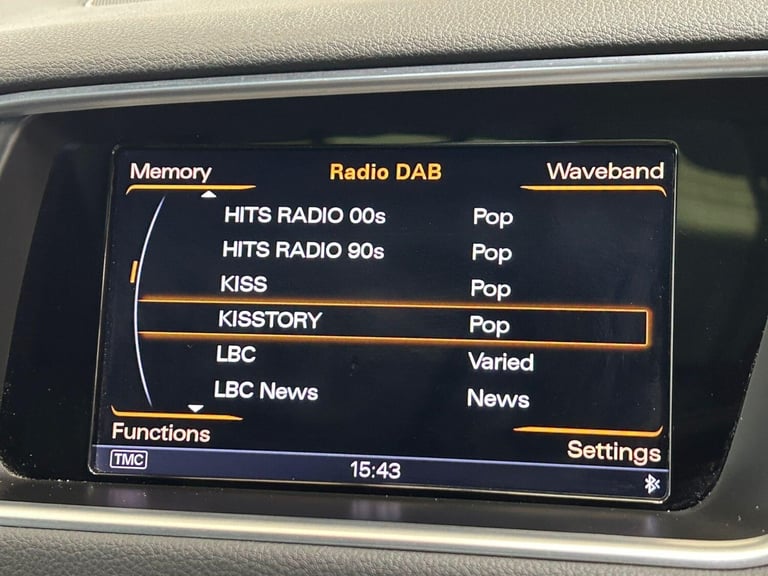 Memory Radio DAB Waveband
HITS RADIO 00s Pop
HITS RADIO 90s Pop
KISS Pop
KISSTORY Pop
LBC Varied
LBC News News
Functions Settings
TMC 15:43